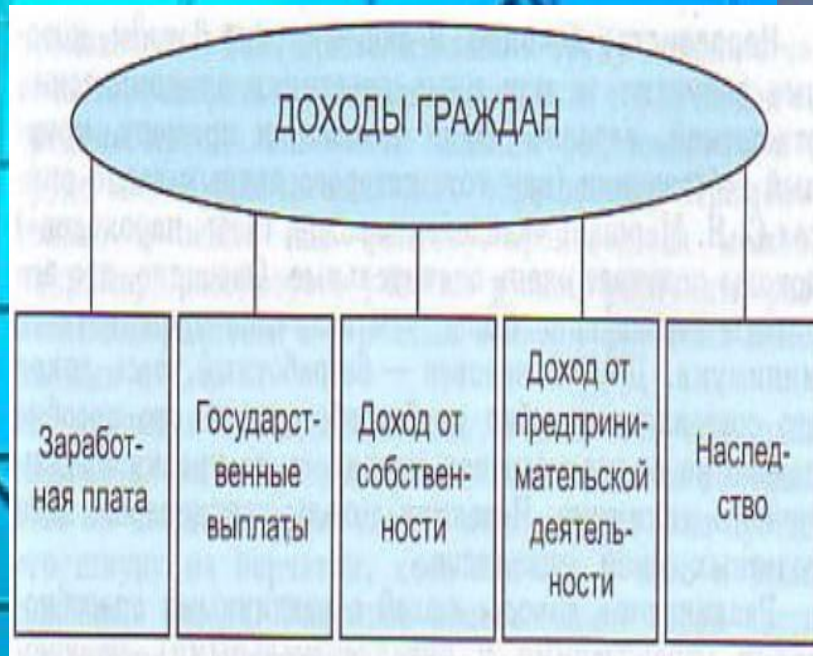 ДОХОДЫ ГРАЖДАН
Заработ-
ная плата
Государст-
венные
выплаты
Доход от
собствен-
ности
Доход от
предприни-
мательской
деятель-
ности
Наслед-
ство